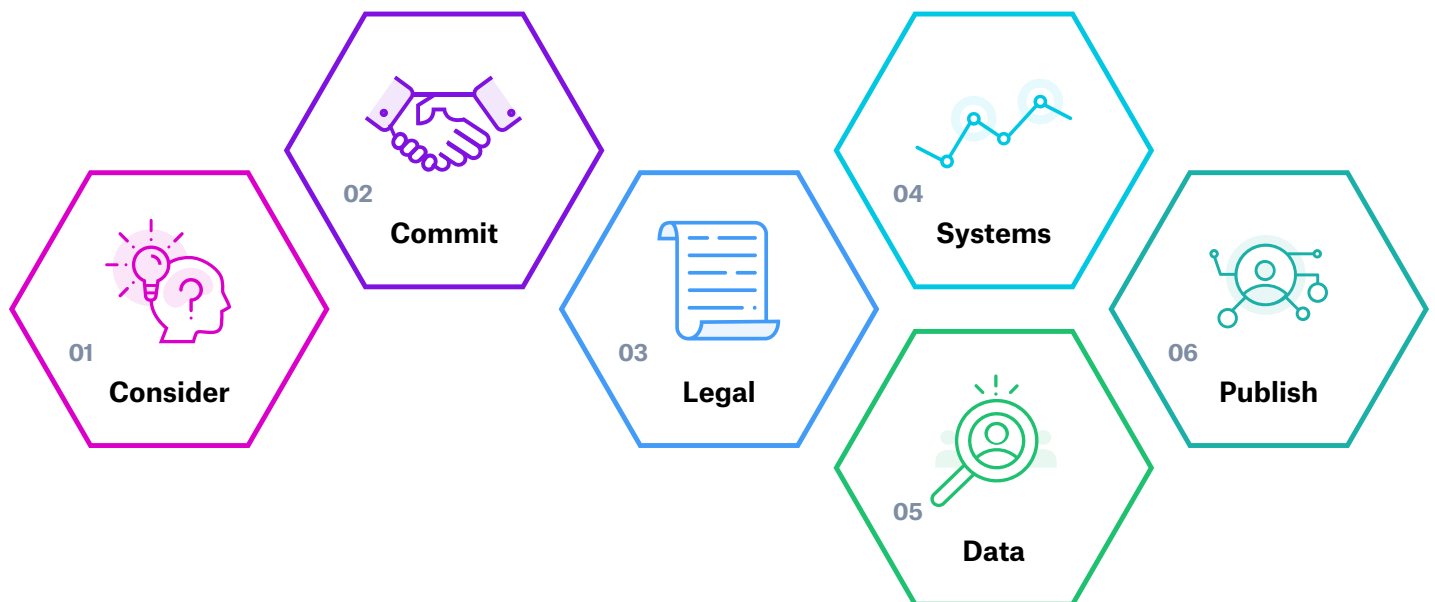 01
Consider
02
Commit
03
Legal
04
Systems
05
Data
06
Publish